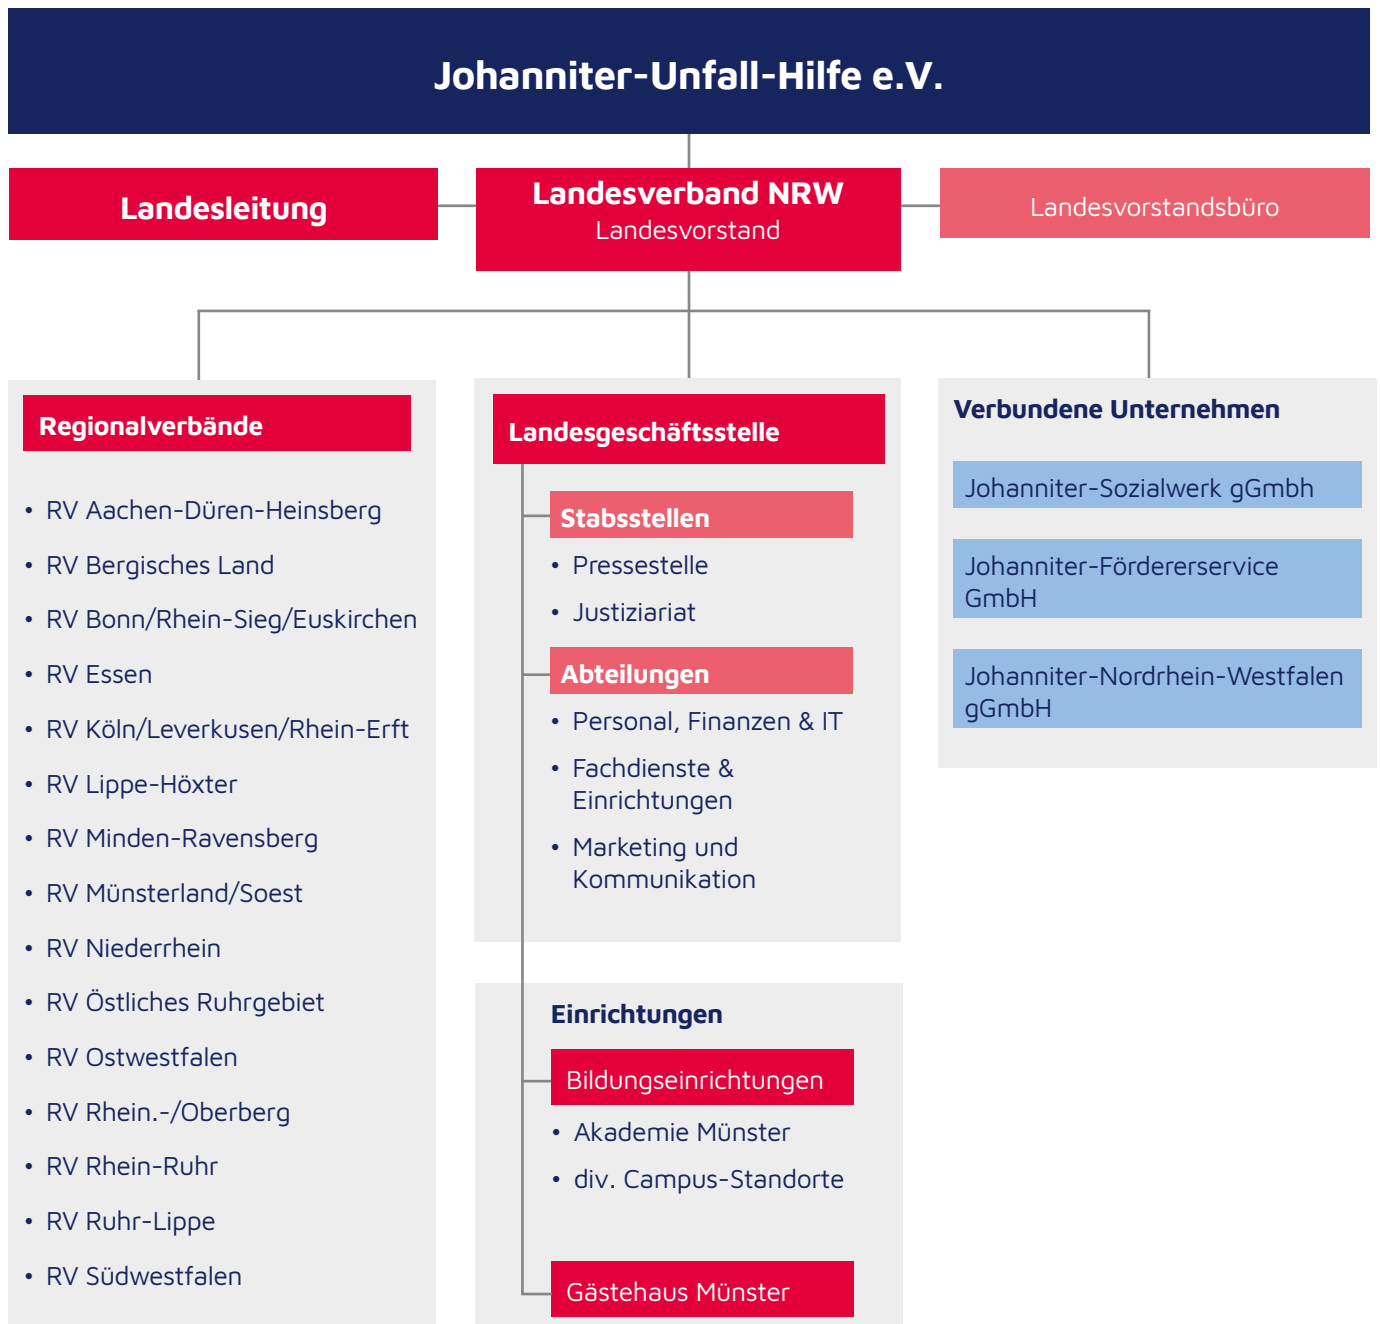 Johanniter-Unfall-Hilfe e.V.
Landesleitung
Landesverband NRW
Landesvorstand
Landesvorstandsbüro
Regionalverbände
• RV Aachen-Düren-Heinsberg
• RV Bergisches Land
• RV Bonn/Rhein-Sieg/Euskirchen
• RV Essen
• RV Köln/Leverkusen/Rhein-Erft
• RV Lippe-Höxter
• RV Minden-Ravensberg
• RV Münsterland/Soest
• RV Niederrhein
• RV Östliches Ruhrgebiet
• RV Ostwestfalen
• RV Rhein.-/Oberberg
• RV Rhein-Ruhr
• RV Ruhr-Lippe
• RV Südwestfalen
Landesgeschäftsstelle
Stabsstellen
• Pressestelle
• Justiziariat
Abteilungen
• Personal, Finanzen & IT
• Fachdienste &
Einrichtungen
• Marketing und
Kommunikation
Einrichtungen
Bildungseinrichtungen
• Akademie Münster
• div. Campus-Standorte
Gästehaus Münster
Verbundene Unternehmen
Johanniter-Sozialwerk gGmbh
Johanniter-Fördererservice
GmbH
Johanniter-Nordrhein-Westfalen
gGmbH